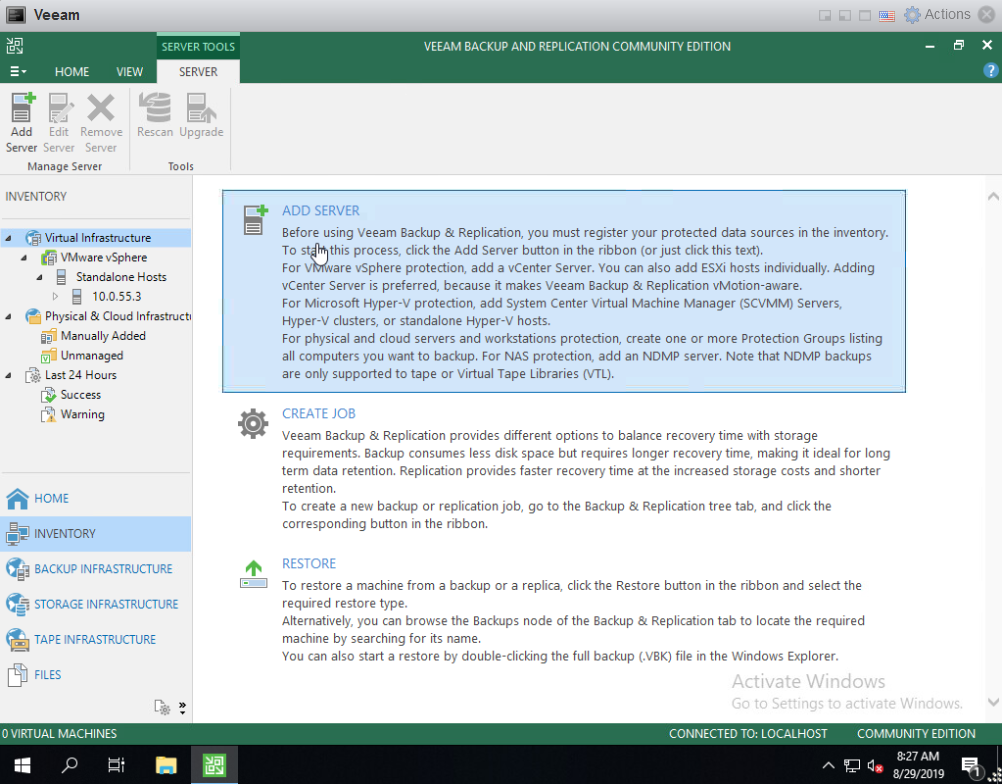 Veeam
Actions
SERVER TOOLS
VEEAM BACKUP AND REPLICATION COMMUNITY EDITION
HOME VIEW SERVER
Add Server
Edit Server
Remove Server
Rescan
Upgrade
Manage Server
Tools
INVENTORY
Virtual Infrastructure
VMware vSphere
Standalone Hosts
10.0.55.3
Physical & Cloud Infrastruct
Manually Added
Unmanaged
Last 24 Hours
Success
Warning
HOME
INVENTORY
BACKUP INFRASTRUCTURE
STORAGE INFRASTRUCTURE
TAPE INFRASTRUCTURE
FILES
ADD SERVER
Before using Veeam Backup & Replication, you must register your protected data sources in the inventory.
To start this process, click the Add Server button in the ribbon (or just click this text).
For VMware vSphere protection, add a vCenter Server. You can also add ESXi hosts individually. Adding
vCenter Server is preferred, because it makes Veeam Backup & Replication vMotion-aware.
For Microsoft Hyper-V protection, add System Center Virtual Machine Manager (SCVMM) Servers,
Hyper-V clusters, or standalone Hyper-V hosts.
For physical and cloud servers and workstations protection, create one or more Protection Groups listing
all computers you want to backup. For NAS protection, add an NDMP server. Note that NDMP backups
are only supported to tape or Virtual Tape Libraries (VTL).
CREATE JOB
Veeam Backup & Replication provides different options to balance recovery time with storage
requirements. Backup consumes less disk space but requires longer recovery time, making it ideal for long
term data retention. Replication provides faster recovery time at the increased storage costs and shorter
retention.
To create a new backup or replication job, go to the Backup & Replication tree tab, and click the
corresponding button in the ribbon.
RESTORE
To restore a machine from a backup or a replica, click the Restore button in the ribbon and select the
required restore type.
Alternatively, you can browse the Backups node of the Backup & Replication tab to locate the required
machine by searching for its name.
You can also start a restore by double-clicking the full backup (.VBK) file in the Windows Explorer.
Activate Windows
Go to Settings to activate Windows.
0 VIRTUAL MACHINES
CONNECTED TO: LOCALHOST
COMMUNITY EDITION
8:27 AM
8/29/2019
1